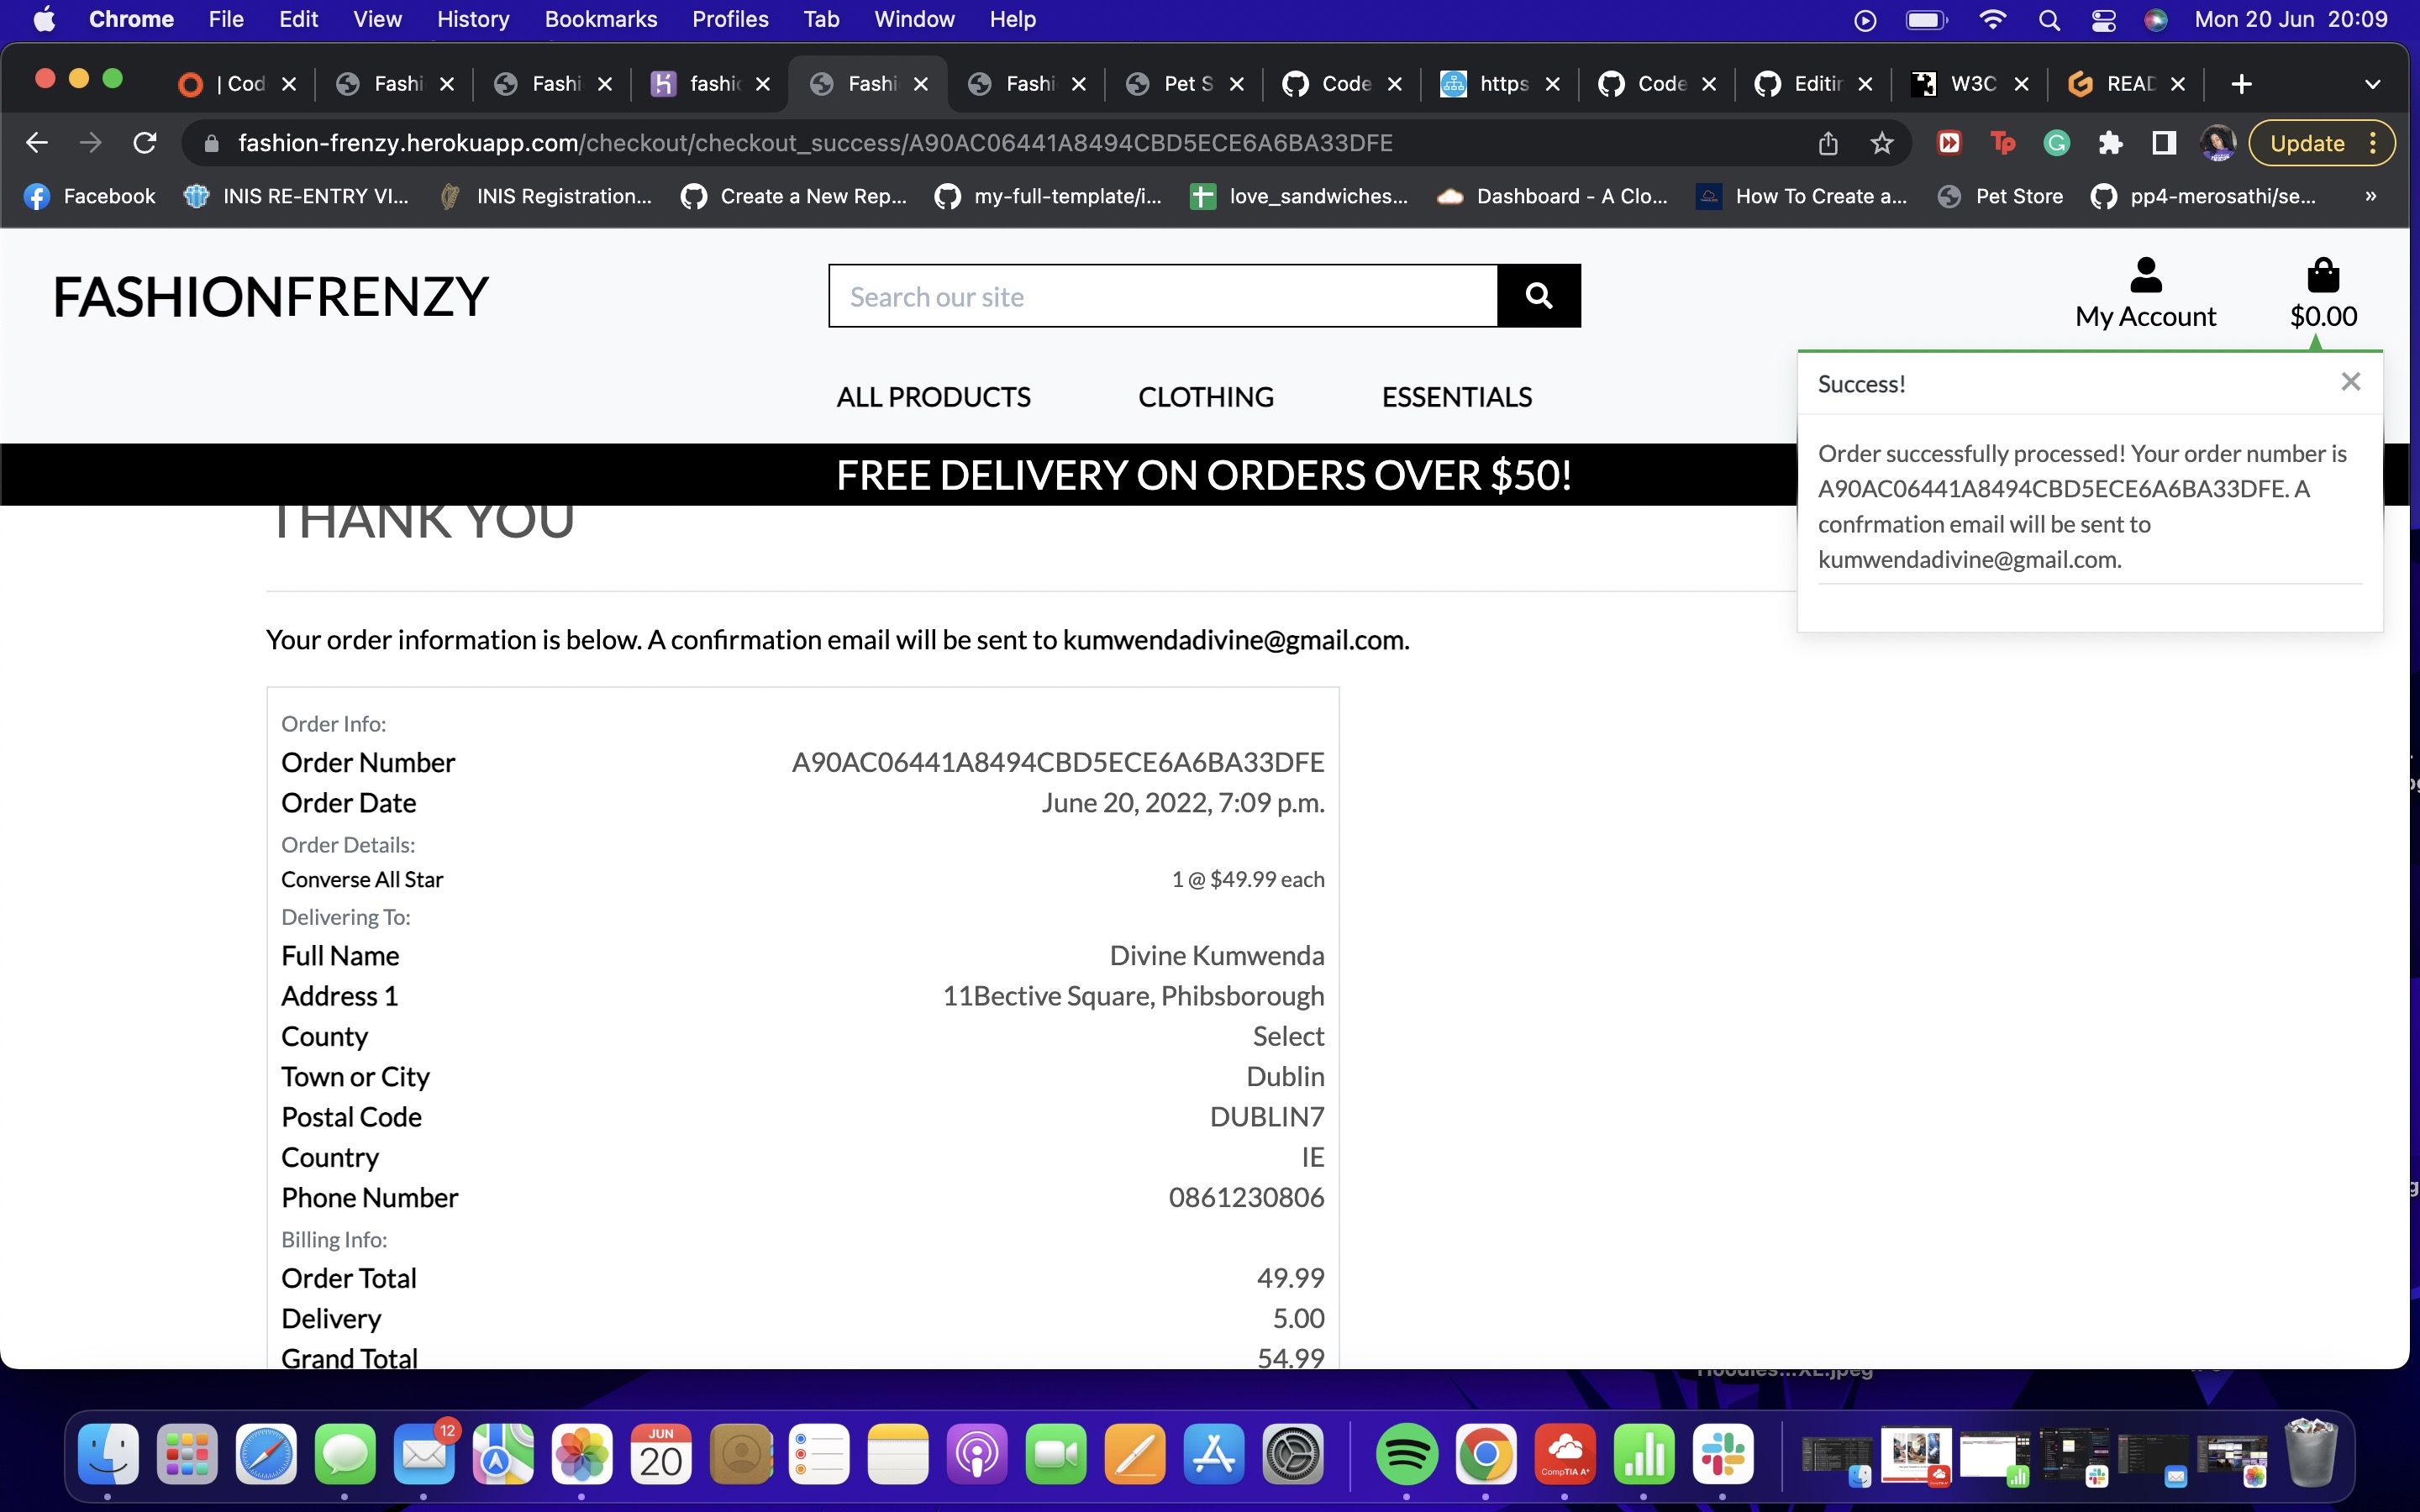 Chrome File Edit View History Bookmarks Profiles Tab Window Help Mon 20 Jun 20:09
| Cod Fashi Fashi fashic Fashi Fashi Pet S Code https Code Editin W3C READ
fashion-frenzy.herokuapp.com/checkout/checkout_success/A90AC06441A8494CBD5ECE6A6BA33DFE Tp Update
Facebook INIS RE-ENTRY VI... INIS Registration... Create a New Rep... my-full-template/i... love_sandwiches... Dashboard - A Clo... How To Create a... Pet Store pp4-merosathi/se... »
FASHIONFRENZY
Search our site
My Account
$0.00
ALL PRODUCTS CLOTHING ESSENTIALS
FREE DELIVERY ON ORDERS OVER $50!
Success!
Order successfully processed! Your order number is
A90AC06441A8494CBD5ECE6A6BA33DFE. A
confrmation email will be sent to
kumwendadivine@gmail.com.
THANK YOU
Your order information is below. A confirmation email will be sent to kumwendadivine@gmail.com.
Order Info:
Order Number A90AC06441A8494CBD5ECE6A6BA33DFE
Order Date June 20, 2022, 7:09 p.m.
Order Details:
Converse All Star 1 @ $49.99 each
Delivering To:
Full Name Divine Kumwenda
Address 1 11Bective Square, Phibsborough
County Select
Town or City Dublin
Postal Code DUBLIN7
Country IE
Phone Number 0861230806
Billing Info:
Order Total 49.99
Delivery 5.00
Grand Total 54.99
Hoodies...XL.jpeg
12
JUN
20
CompTIA A+